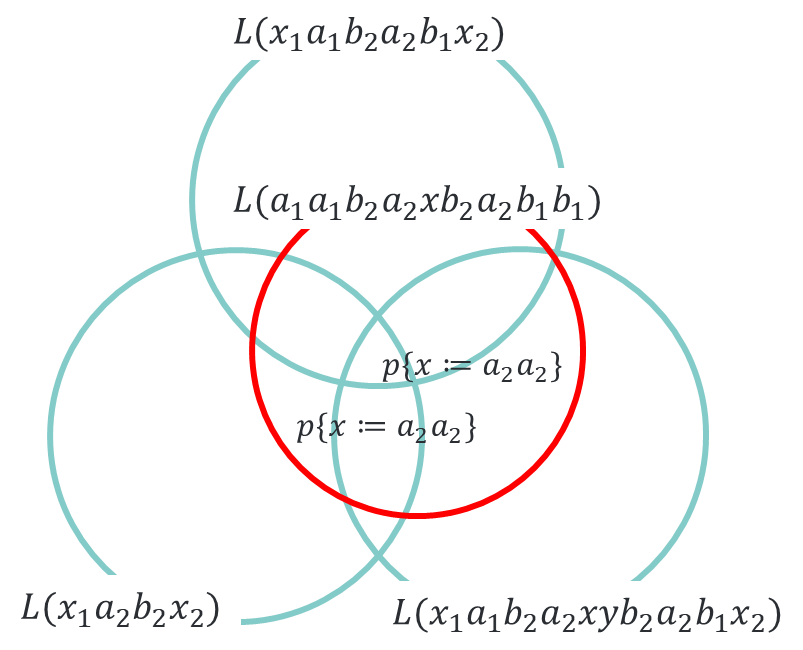 L(x₁a₁b₂a₂b₁x₂)
L(a₁a₁b₂a₂xb₂a₂b₁b₁)
p{x ≔ a₂a₂}
p{x ≔ a₂a₂}
L(x₁a₂b₂x₂)
L(x₁a₁b₂a₂xyb₂a₂b₁x₂)